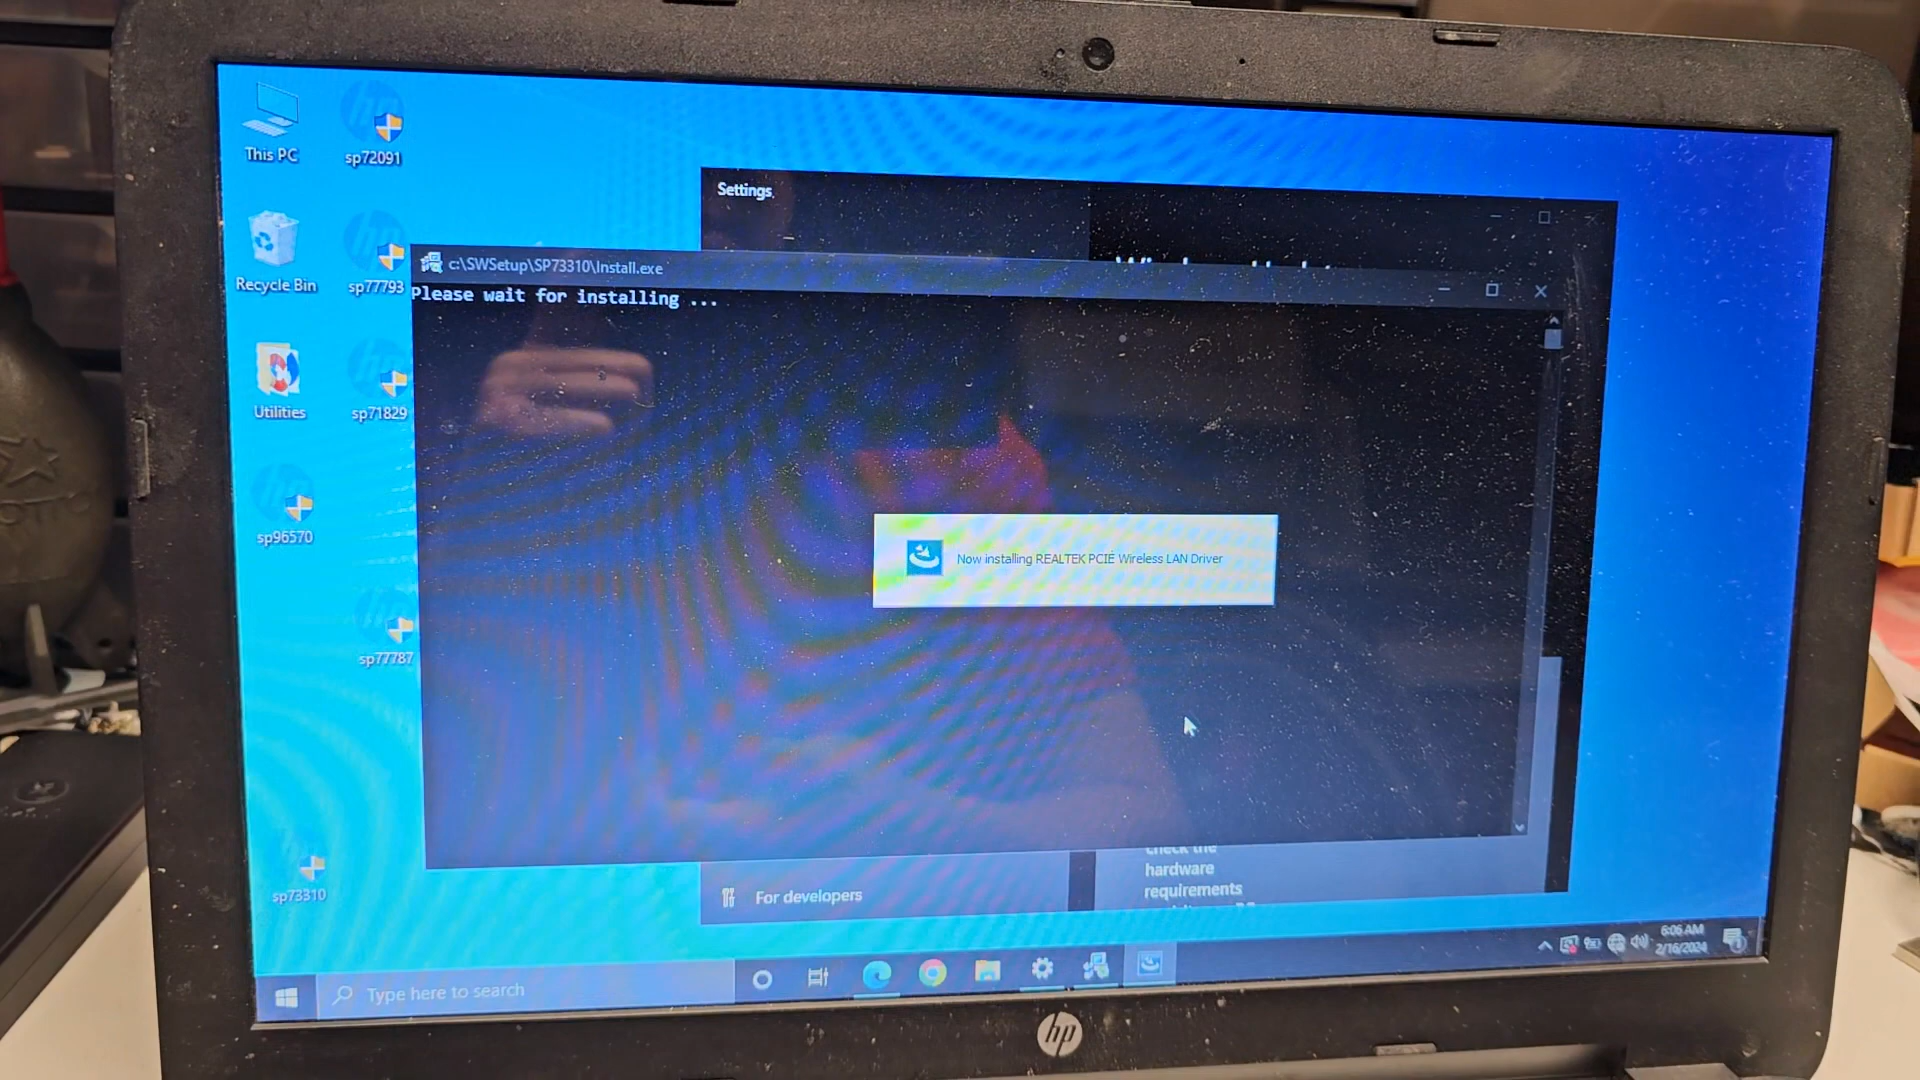 This PC
sp72091
Recycle Bin
sp77793
Utilities
sp71829
sp96570
sp77787
sp73310
Settings
c:\SWSetup\SP73310\Install.exe
Please wait for installing ...
Now installing REALTEK PCIE Wireless LAN Driver
For developers
check the
hardware
requirements
Type here to search
6:06 AM
2/16/2024
hp